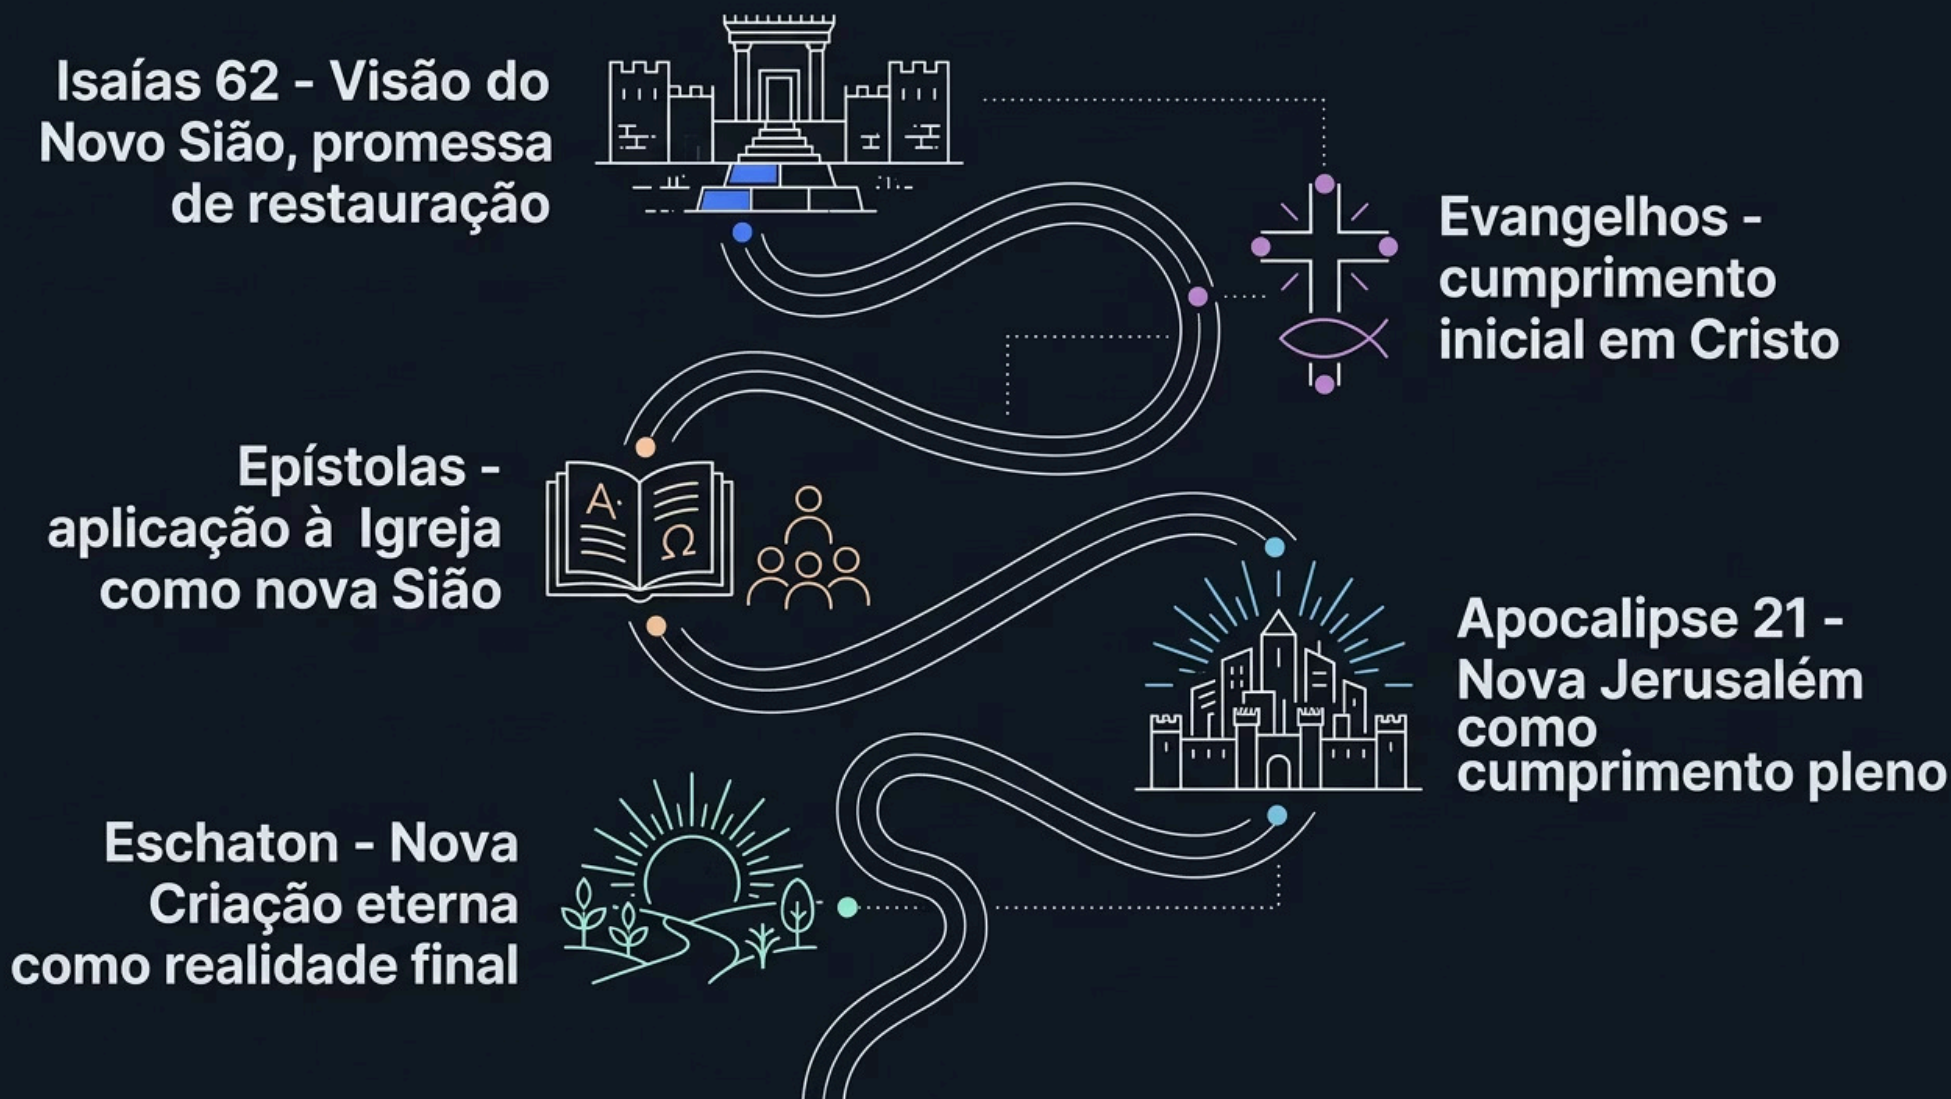 Isaías 62 - Visão do
Novo Sião, promessa
de restauração
Evangelhos -
cumprimento
inicial em Cristo
Epístolas -
aplicação à  Igreja
como nova Sião
A
Ω
Apocalipse 21 -
Nova Jerusalém
como
cumprimento pleno
Eschaton - Nova
Criação eterna
como realidade final